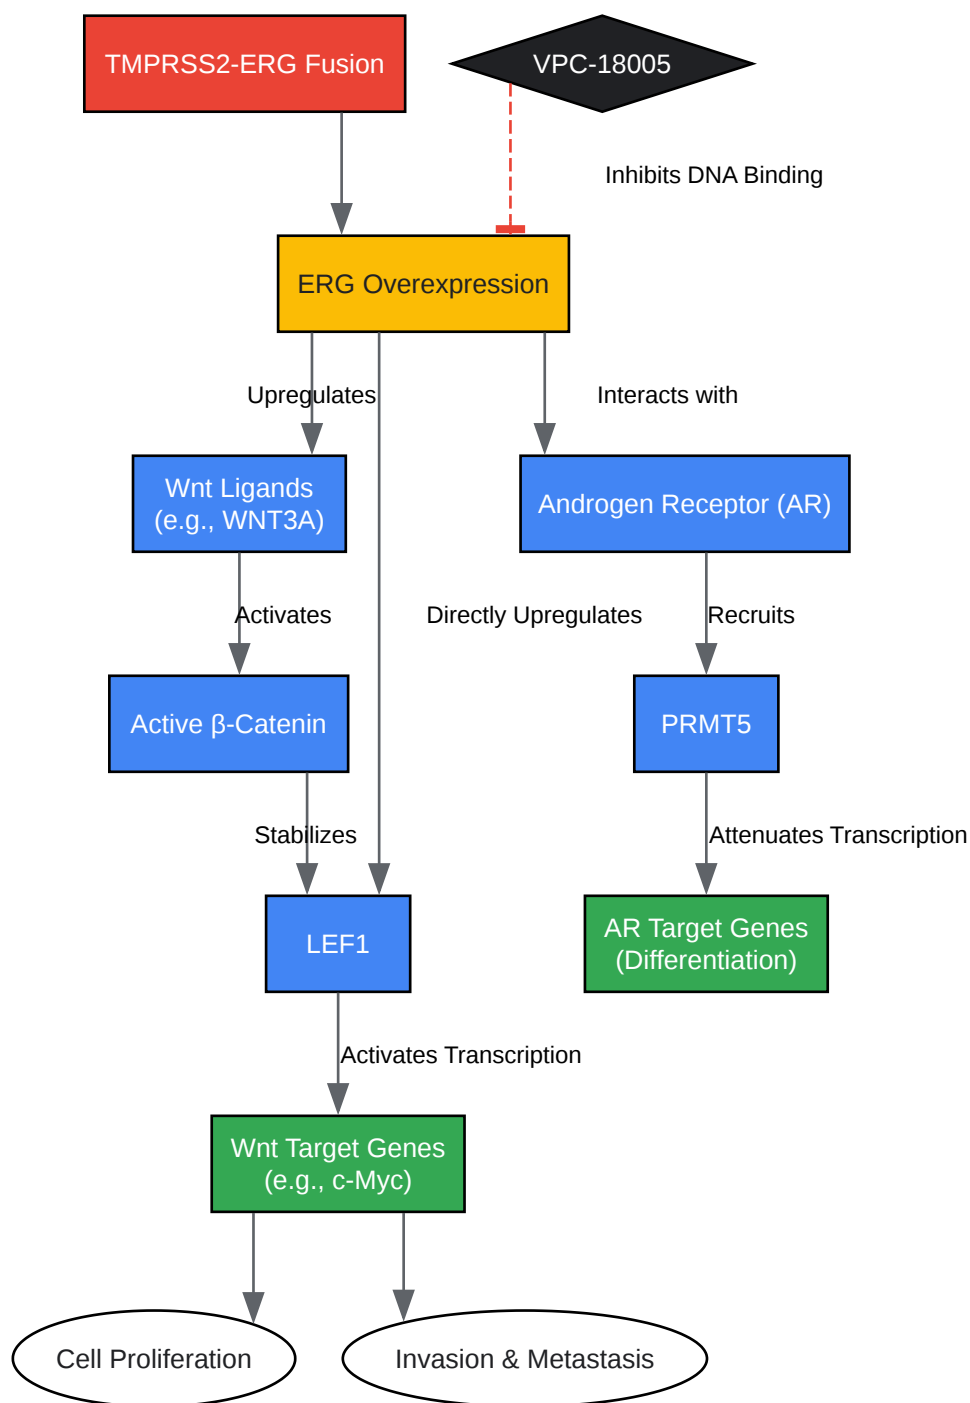 TMPRSS2-ERG Fusion
VPC-18005
Inhibits DNA Binding
ERG Overexpression
Upregulates
Interacts with
Wnt Ligands
(e.g., WNT3A)
Androgen Receptor (AR)
Activates
Directly Upregulates
Recruits
Active β-Catenin
PRMT5
Stabilizes
Attenuates Transcription
LEF1
AR Target Genes
(Differentiation)
Activates Transcription
Wnt Target Genes
(e.g., c-Myc)
Cell Proliferation
Invasion & Metastasis